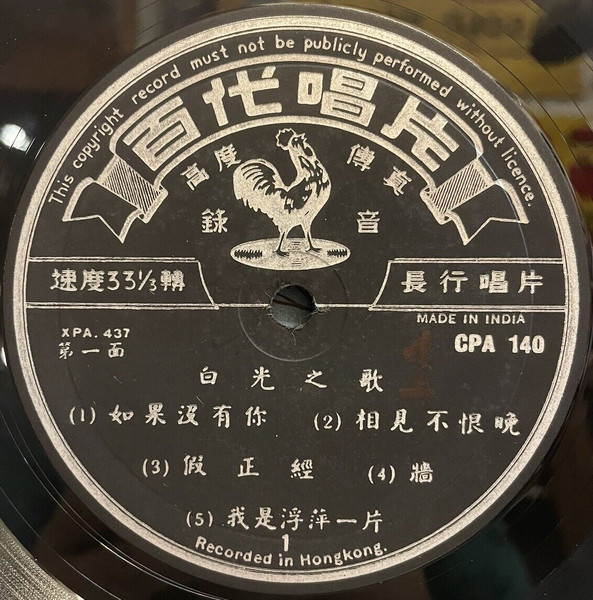 This copyright record must not be publicly performed without licence.
百代唱片
高度 傳真
錄 音
速度33⅓轉
長行唱片
MADE IN INDIA
XPA. 437
CPA 140
第一面
白光之歌
(1) 如果沒有你 (2) 相見不恨晚
(3) 假正經 (4) 牆
(5) 我是浮萍一片
1
Recorded in Hongkong.